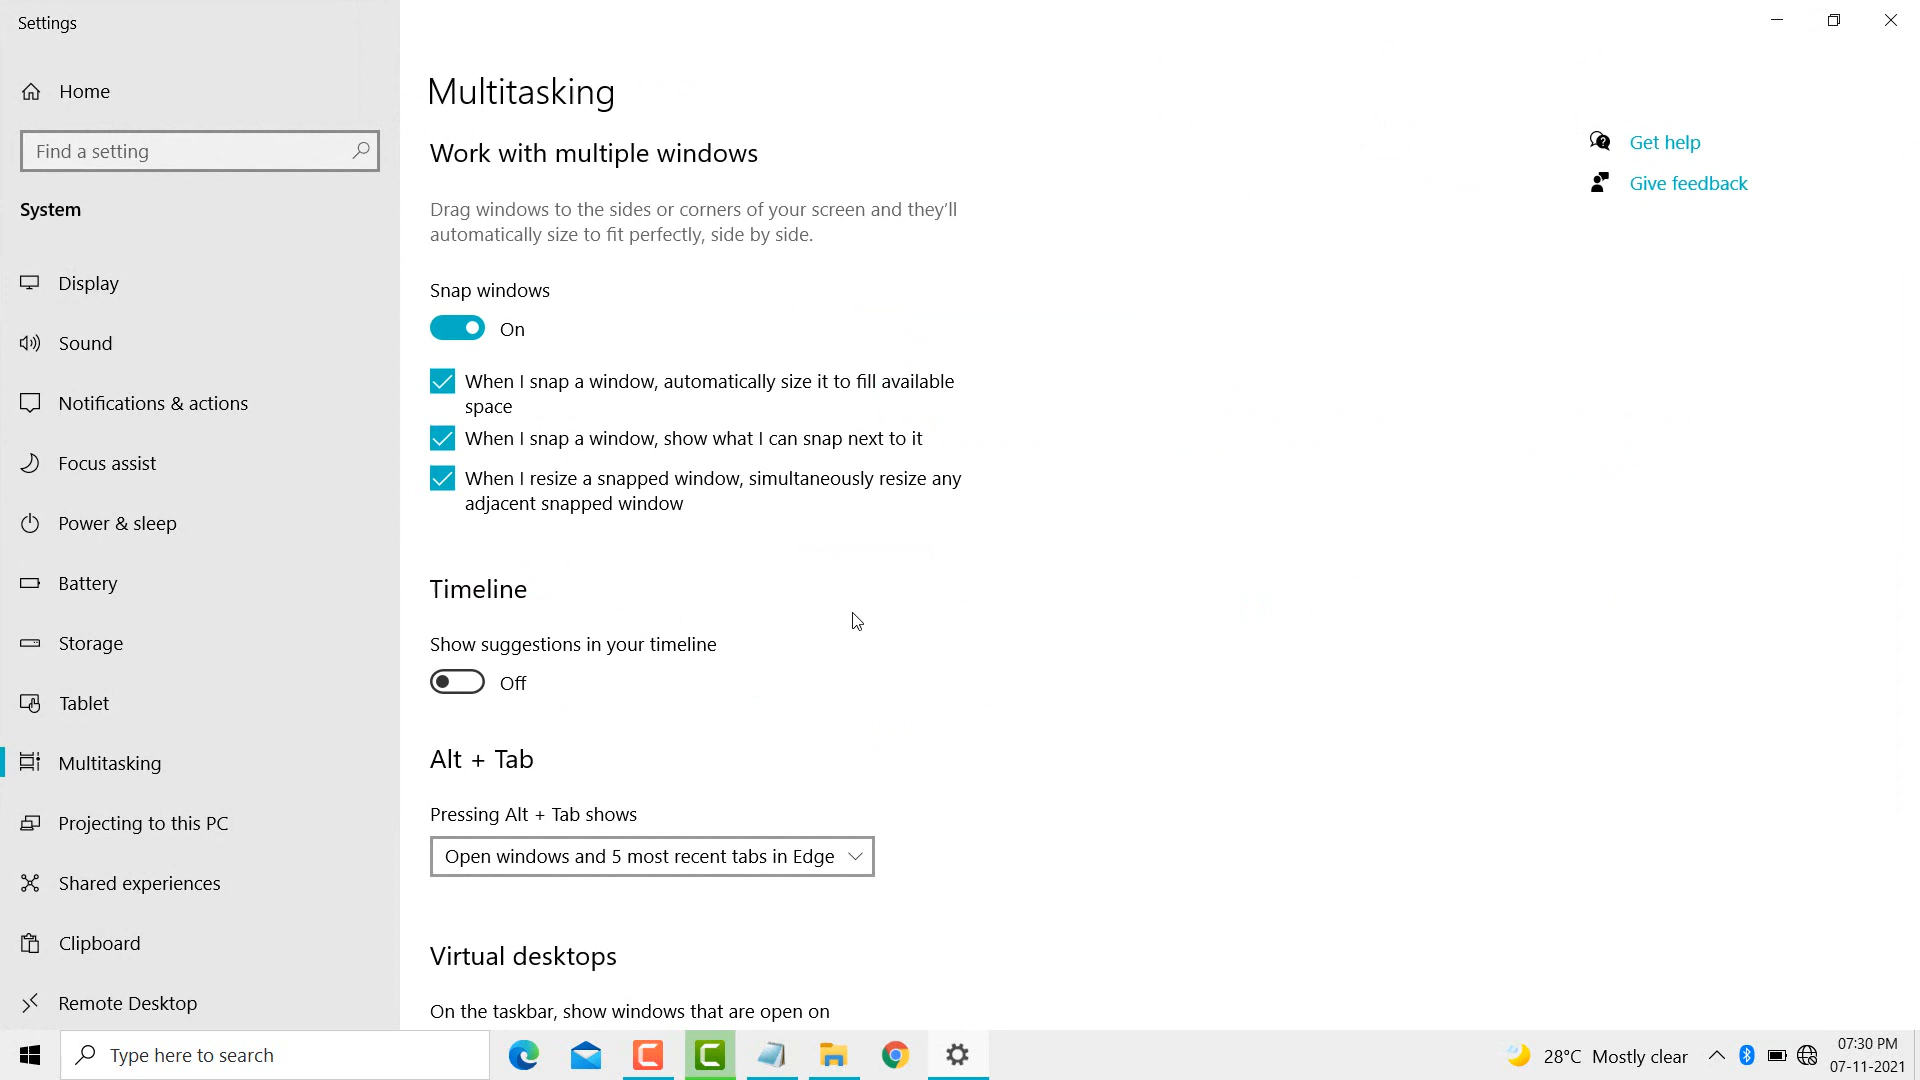 Settings
Home
Find a setting
System
Display
Sound
Notifications & actions
Focus assist
Power & sleep
Battery
Storage
Tablet
Multitasking
Projecting to this PC
Shared experiences
Clipboard
Remote Desktop
Multitasking
Work with multiple windows
Drag windows to the sides or corners of your screen and they'll
automatically size to fit perfectly, side by side.
Snap windows
On
When I snap a window, automatically size it to fill available
space
When I snap a window, show what I can snap next to it
When I resize a snapped window, simultaneously resize any
adjacent snapped window
Timeline
Show suggestions in your timeline
Off
Alt + Tab
Pressing Alt + Tab shows
Open windows and 5 most recent tabs in Edge
Virtual desktops
On the taskbar, show windows that are open on
Get help
Give feedback
Type here to search
28°C Mostly clear
07:30 PM
07-11-2021